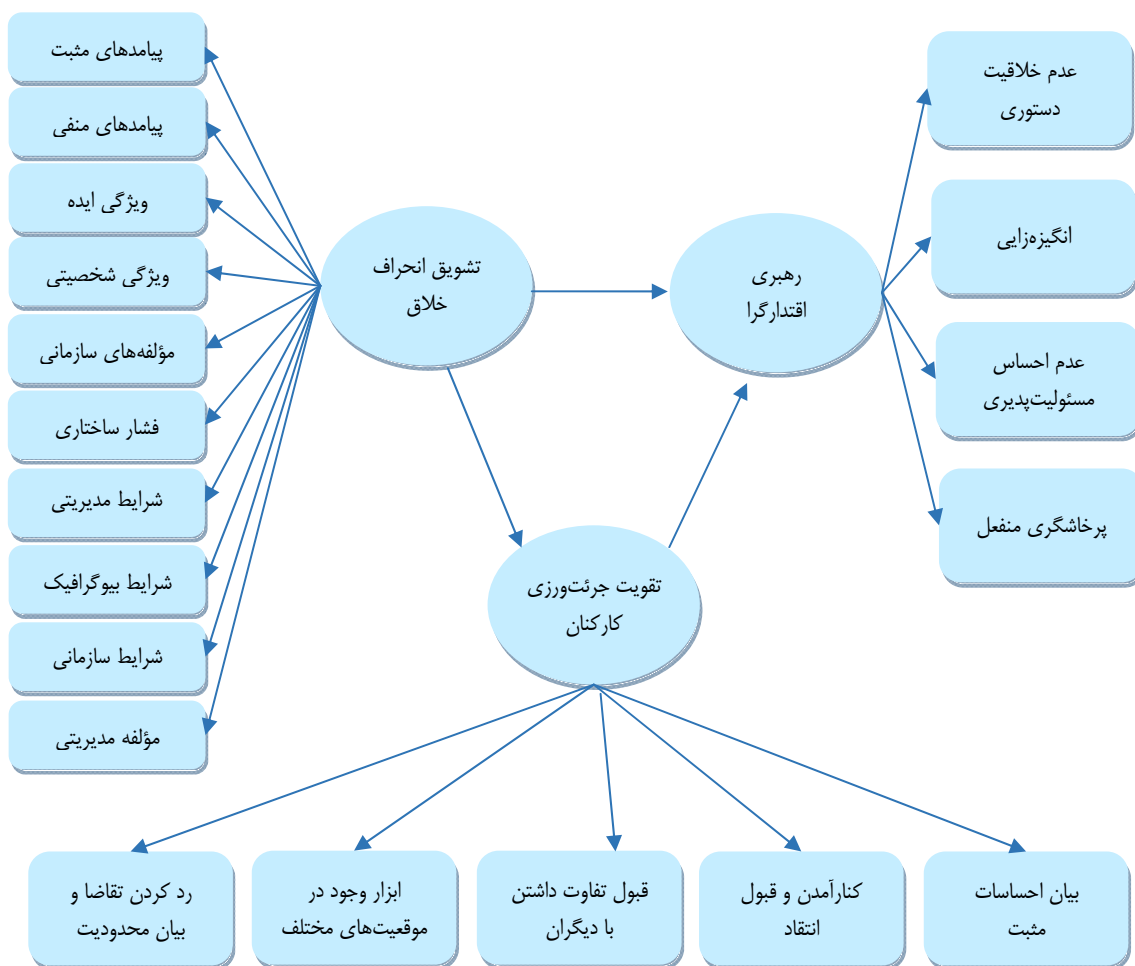 پیامدهای مثبت
پیامدهای منفی
ویژگی ایده
ویژگی شخصیتی
مؤلفه‌های سازمانی
فشار ساختاری
شرایط مدیریتی
شرایط بیوگرافیک
شرایط سازمانی
مؤلفه مدیریتی
تشویق انحراف
خلاق
رهبری
اقتدارگرا
تقویت جرئت‌ورزی
کارکنان
عدم خلاقیت
دستوری
انگیزه‌زایی
عدم احساس
مسئولیت‌پدیری
پرخاشگری منفعل
بیان احساسات
مثبت
کنارآمدن و قبول
انتقاد
قبول تفاوت داشتن
با دیگران
ابزار وجود در
موقعیت‌های مختلف
رد کردن تقاضا و
بیان محدودیت